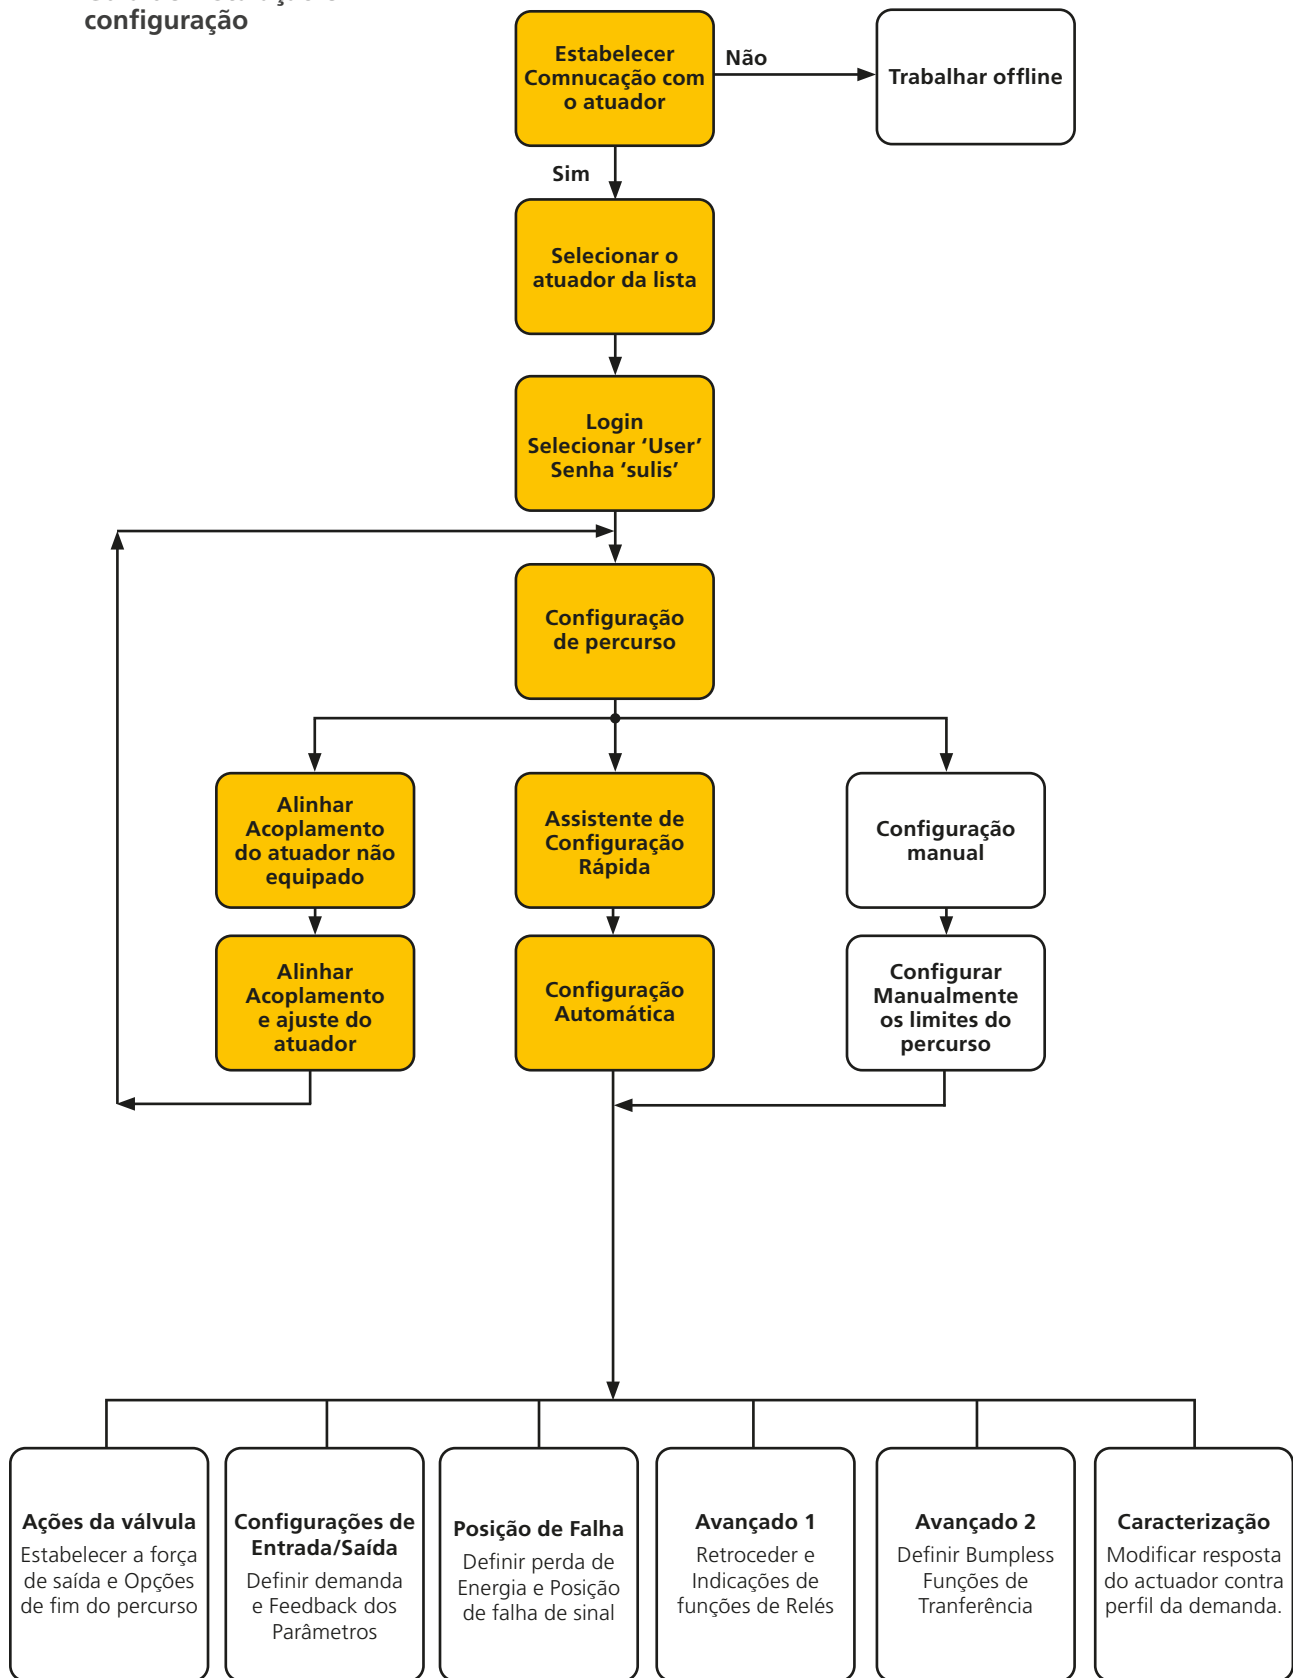 configuração
Estabelecer
Comnucação com
o atuador
Não
Trabalhar offline
Sim
Selecionar o
atuador da lista
Login
Selecionar ‘User’
Senha ‘sulis’
Configuração
de percurso
Alinhar
Acoplamento
do atuador não
equipado
Assistente de
Configuração
Rápida
Configuração
manual
Alinhar
Acoplamento
e ajuste do
atuador
Configuração
Automática
Configurar
Manualmente
os limites do
percurso
Ações da válvula
Estabelecer a força
de saída e Opções
de fim do percurso
Configurações de
Entrada/Saída
Definir demanda
e Feedback dos
Parâmetros
Posição de Falha
Definir perda de
Energia e Posição
de falha de sinal
Avançado 1
Retroceder e
Indicações de
funções de Relés
Avançado 2
Definir Bumpless
Funções de
Tranferência
Caracterização
Modificar resposta
do actuador contra
perfil da demanda.